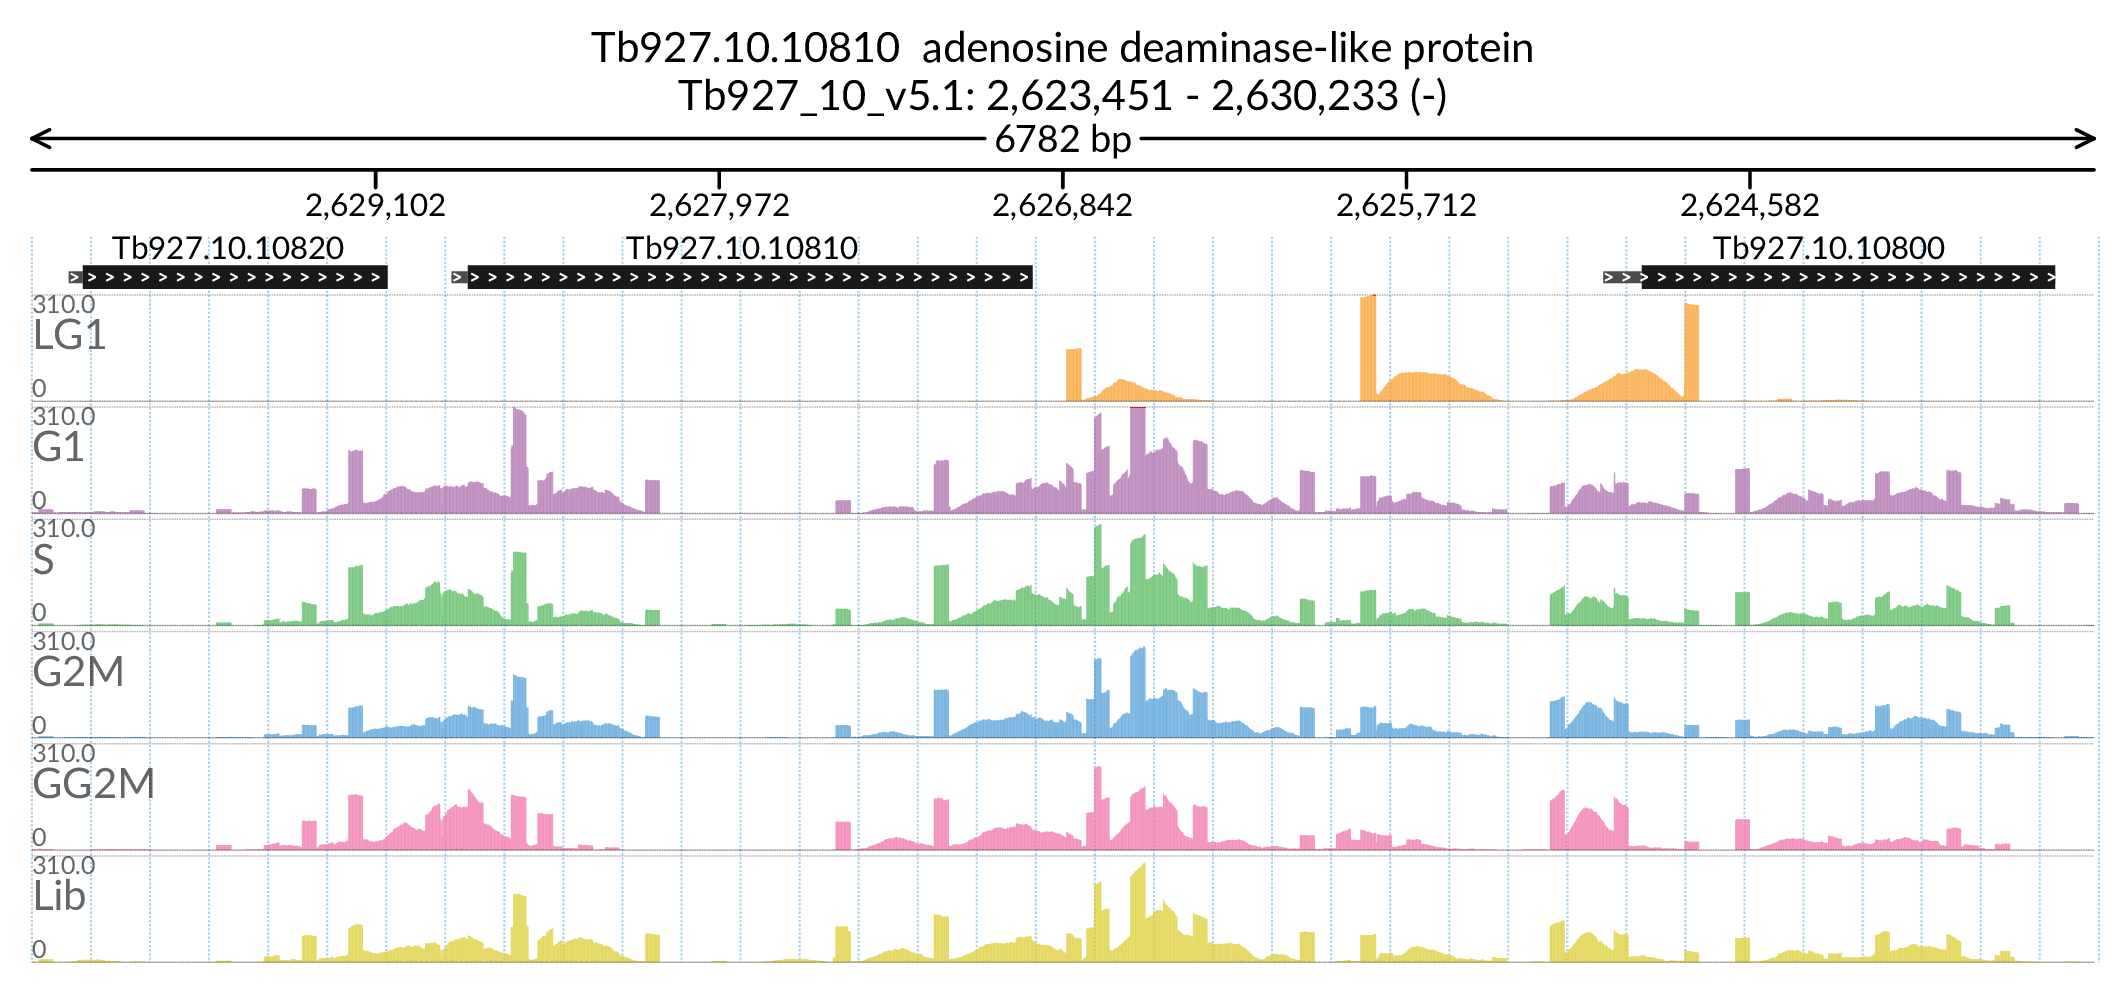 Tb927.10.10810 adenosine deaminase-like protein
Tb927_10_v5.1: 2,623,451 - 2,630,233 (-)
6782 bp
2,629,102 2,627,972 2,626,842 2,625,712 2,624,582
Tb927.10.10820 Tb927.10.10810 Tb927.10.10800
310.0
LG1
0
310.0
G1
0
310.0
S
0
310.0
G2M
0
310.0
GG2M
0
310.0
Lib
0